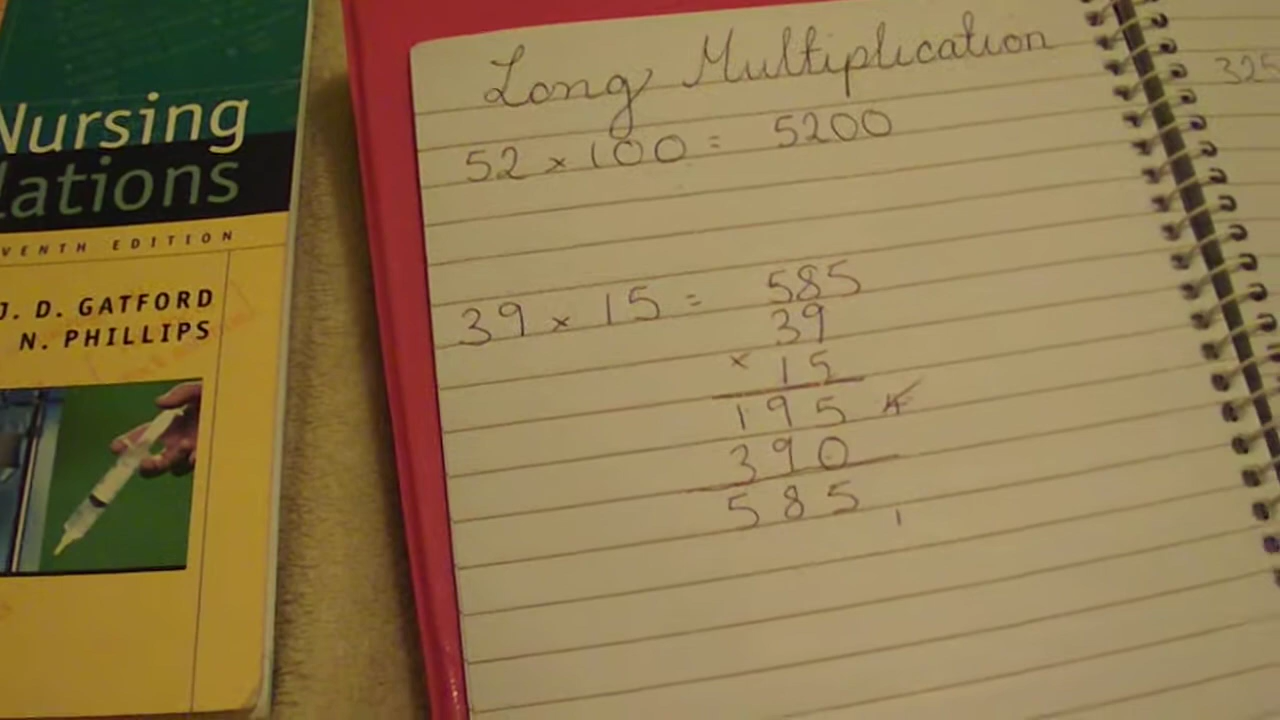 Nursing
lations
VENTH EDITION
J. D. GATFORD
N. PHILLIPS
Long Multiplication
52 × 100 = 5200
39 × 15 = 585
39
× 15
195
390
585
325